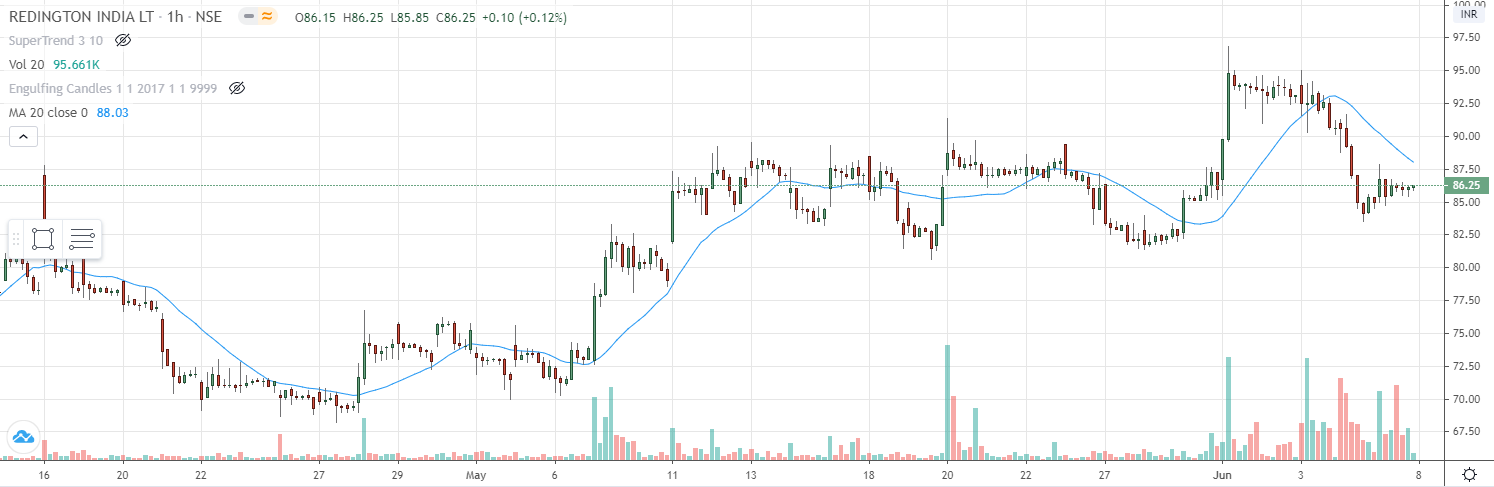 REDINGTON INDIA LT · 1h · NSE O86.15 H86.25 L85.85 C86.25 +0.10 (+0.12%)
SuperTrend 3 10
Vol 20 95.661K
Engulfing Candles 1 1 2017 1 1 9999
MA 20 close 0 88.03
100.00
INR
97.50
95.00
92.50
90.00
87.50
86.25
85.00
82.50
80.00
77.50
75.00
72.50
70.00
67.50
16 20 22 27 29 May 6 11 13 18 20 22 27 Jun 3 8